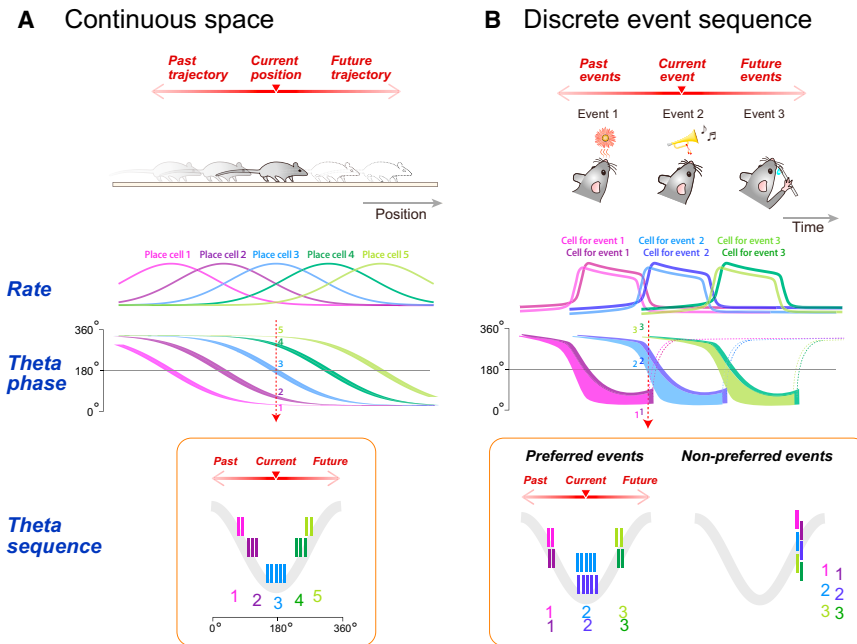 A Continuous space
Past trajectory
Current position
Future trajectory
Position
Rate
Place cell 1 Place cell 2 Place cell 3 Place cell 4 Place cell 5
Theta phase
360°
180°
0°
5
4
3
2
1
Theta sequence
Past Current Future
1 2 3 4 5
0° 180° 360°
B Discrete event sequence
Past events
Current event
Future events
Event 1 Event 2 Event 3
Time
Cell for event 1 Cell for event 2 Cell for event 3
Cell for event 1 Cell for event 2 Cell for event 3
360°
180°
0°
3 3
2 2
1 1
Preferred events Non-preferred events
Past Current Future
1 2 3
1 2 3
1 1
2 2
3 3